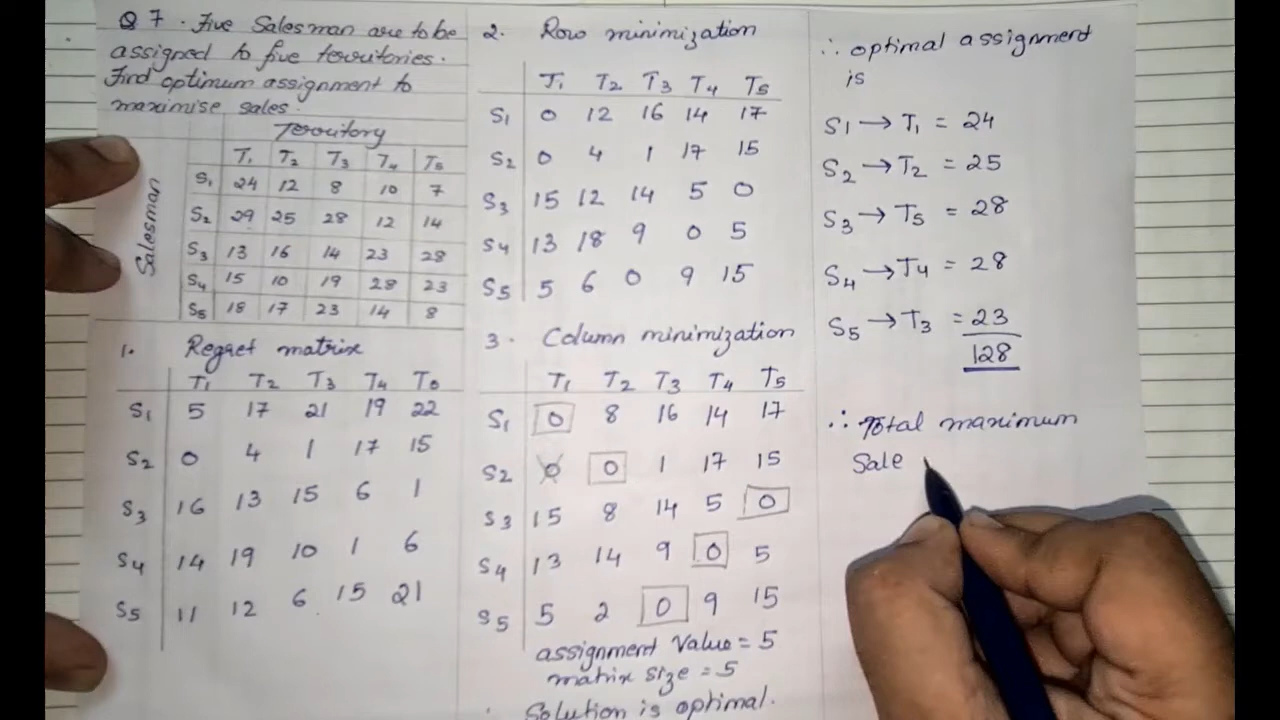 Q 7. Five Salesman are to be
assigned to five territories.
Find optimum assignment to
maximise sales.
Territory
Salesman
T1 T2 T3 T4 T5
S1 24 12 8 10 7
S2 29 25 28 12 14
S3 13 16 14 23 28
S4 15 10 19 28 23
S5 18 17 23 14 8
1. Regret matrix
T1 T2 T3 T4 T5
S1 5 17 21 19 22
S2 0 4 1 17 15
S3 16 13 15 6 1
S4 14 19 10 1 6
S5 11 12 6 15 21
2. Row minimization
T1 T2 T3 T4 T5
S1 0 12 16 14 17
S2 0 4 1 17 15
S3 15 12 14 5 0
S4 13 18 9 0 5
S5 5 6 0 9 15
3. Column minimization
T1 T2 T3 T4 T5
S1 0 8 16 14 17
S2 0 0 1 17 15
S3 15 8 14 5 0
S4 13 14 9 0 5
S5 5 2 0 9 15
assignment value = 5
matrix size = 5
Solution is optimal.
∴ optimal assignment
is
S1 → T1 = 24
S2 → T2 = 25
S3 → T5 = 28
S4 → T4 = 28
S5 → T3 = 23
128
∴ Total maximum
Sale